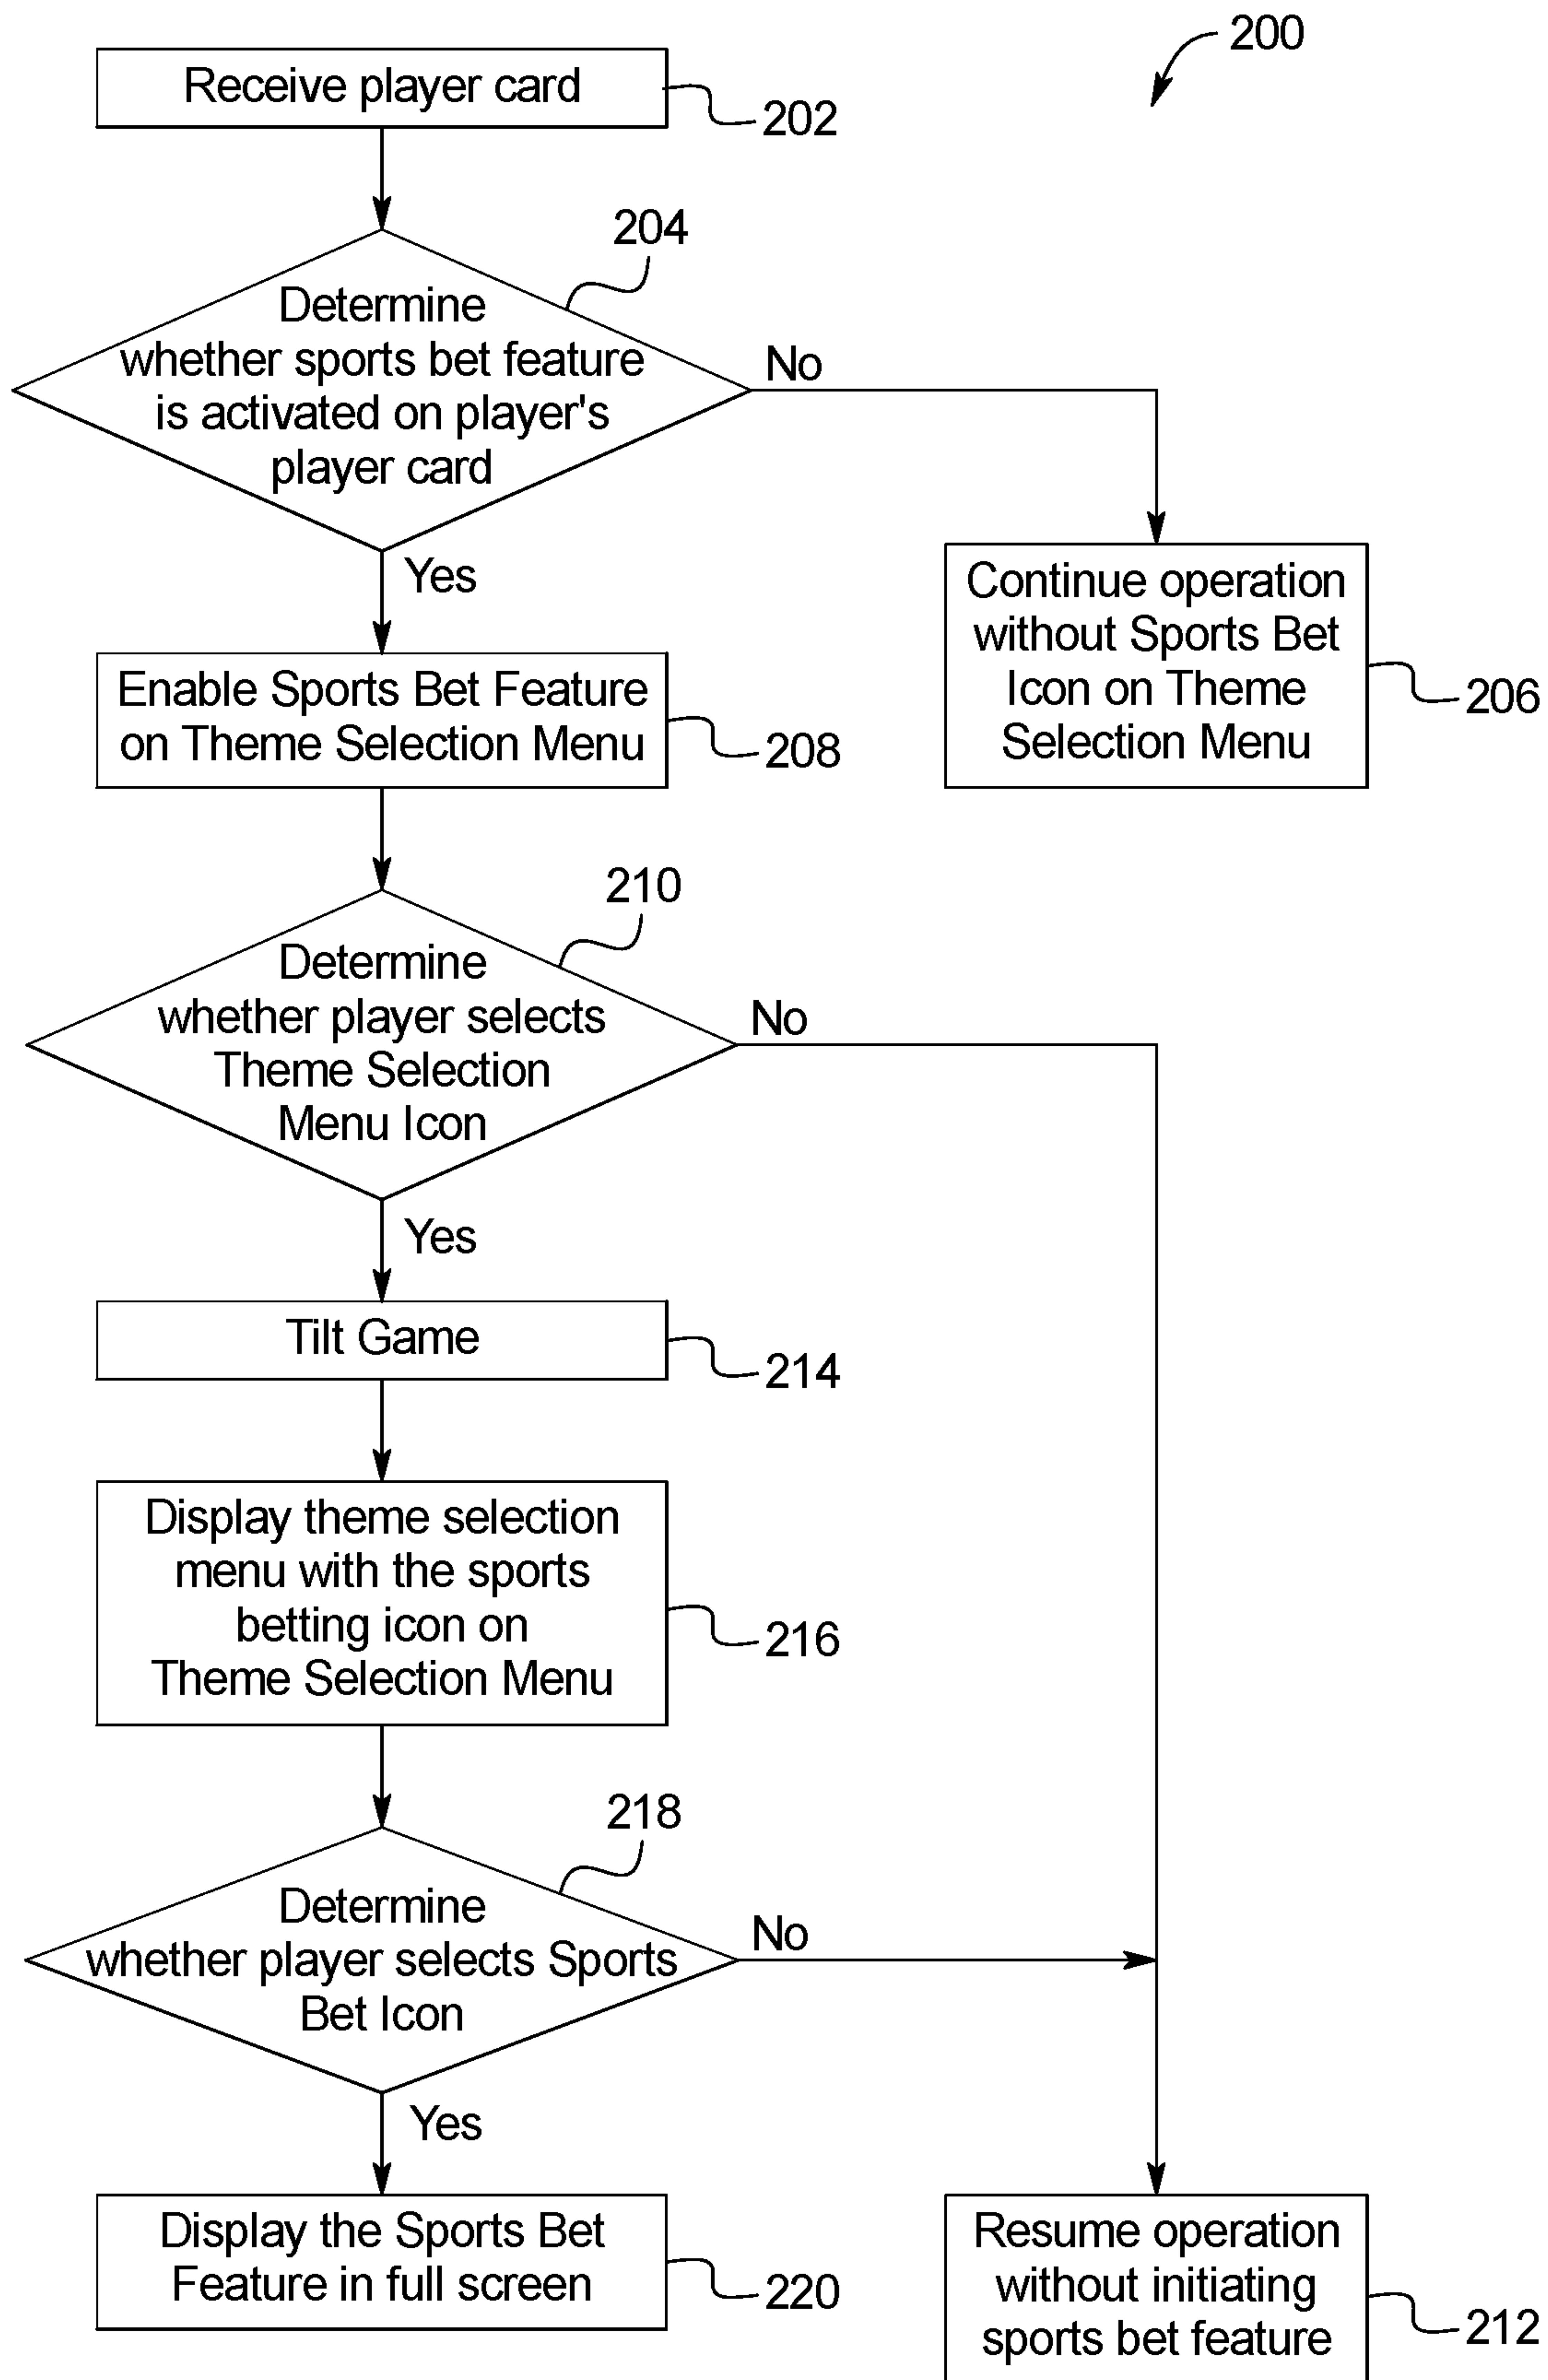 200
Receive player card
202
204
Determine
whether sports bet feature
is activated on player's
player card
No
Yes
Continue operation
without Sports Bet
Icon on Theme
Selection Menu
206
Enable Sports Bet Feature
on Theme Selection Menu
208
210
Determine
whether player selects
Theme Selection
Menu Icon
No
Yes
Tilt Game
214
Display theme selection
menu with the sports
betting icon on
Theme Selection Menu
216
218
Determine
whether player selects Sports
Bet Icon
No
Yes
Display the Sports Bet
Feature in full screen
220
Resume operation
without initiating
sports bet feature
212